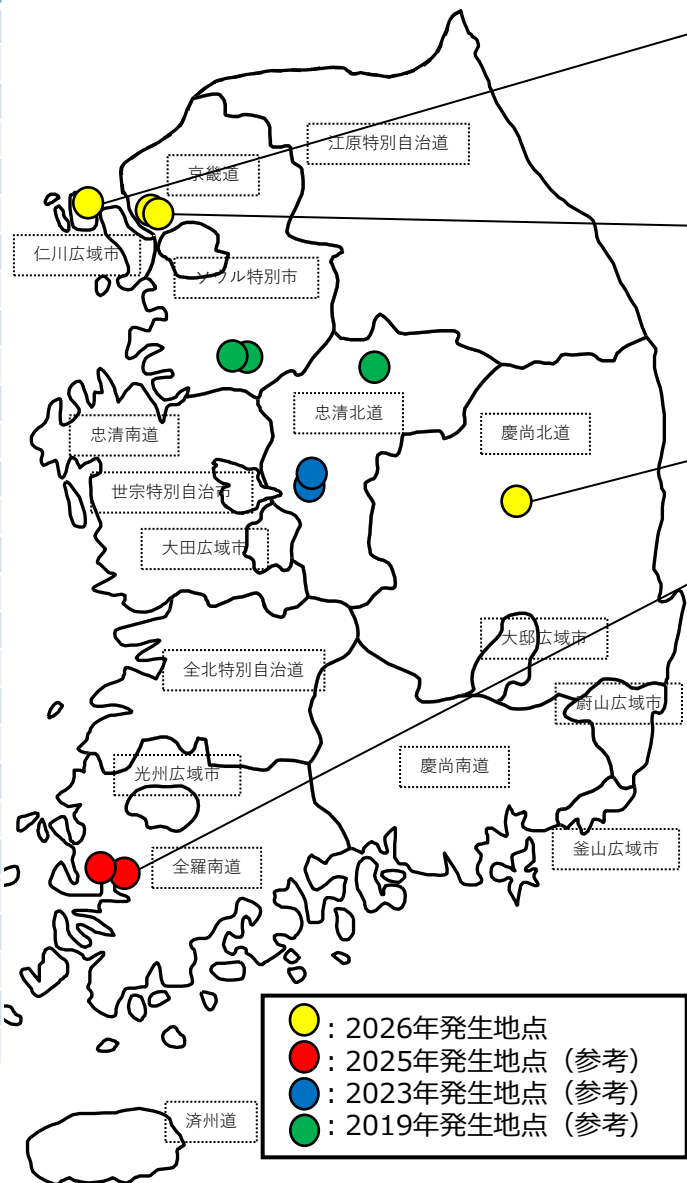 江原特別自治道
京畿道
仁川広域市
ソウル特別市
忠清北道
忠清南道
慶尚北道
世宗特別自治市
大田広域市
大邱広域市
全北特別自治道
蔚山広域市
光州広域市
慶尚南道
釜山広域市
全羅南道
：2026年発生地点
：2025年発生地点（参考）
：2023年発生地点（参考）
：2019年発生地点（参考）
済州道